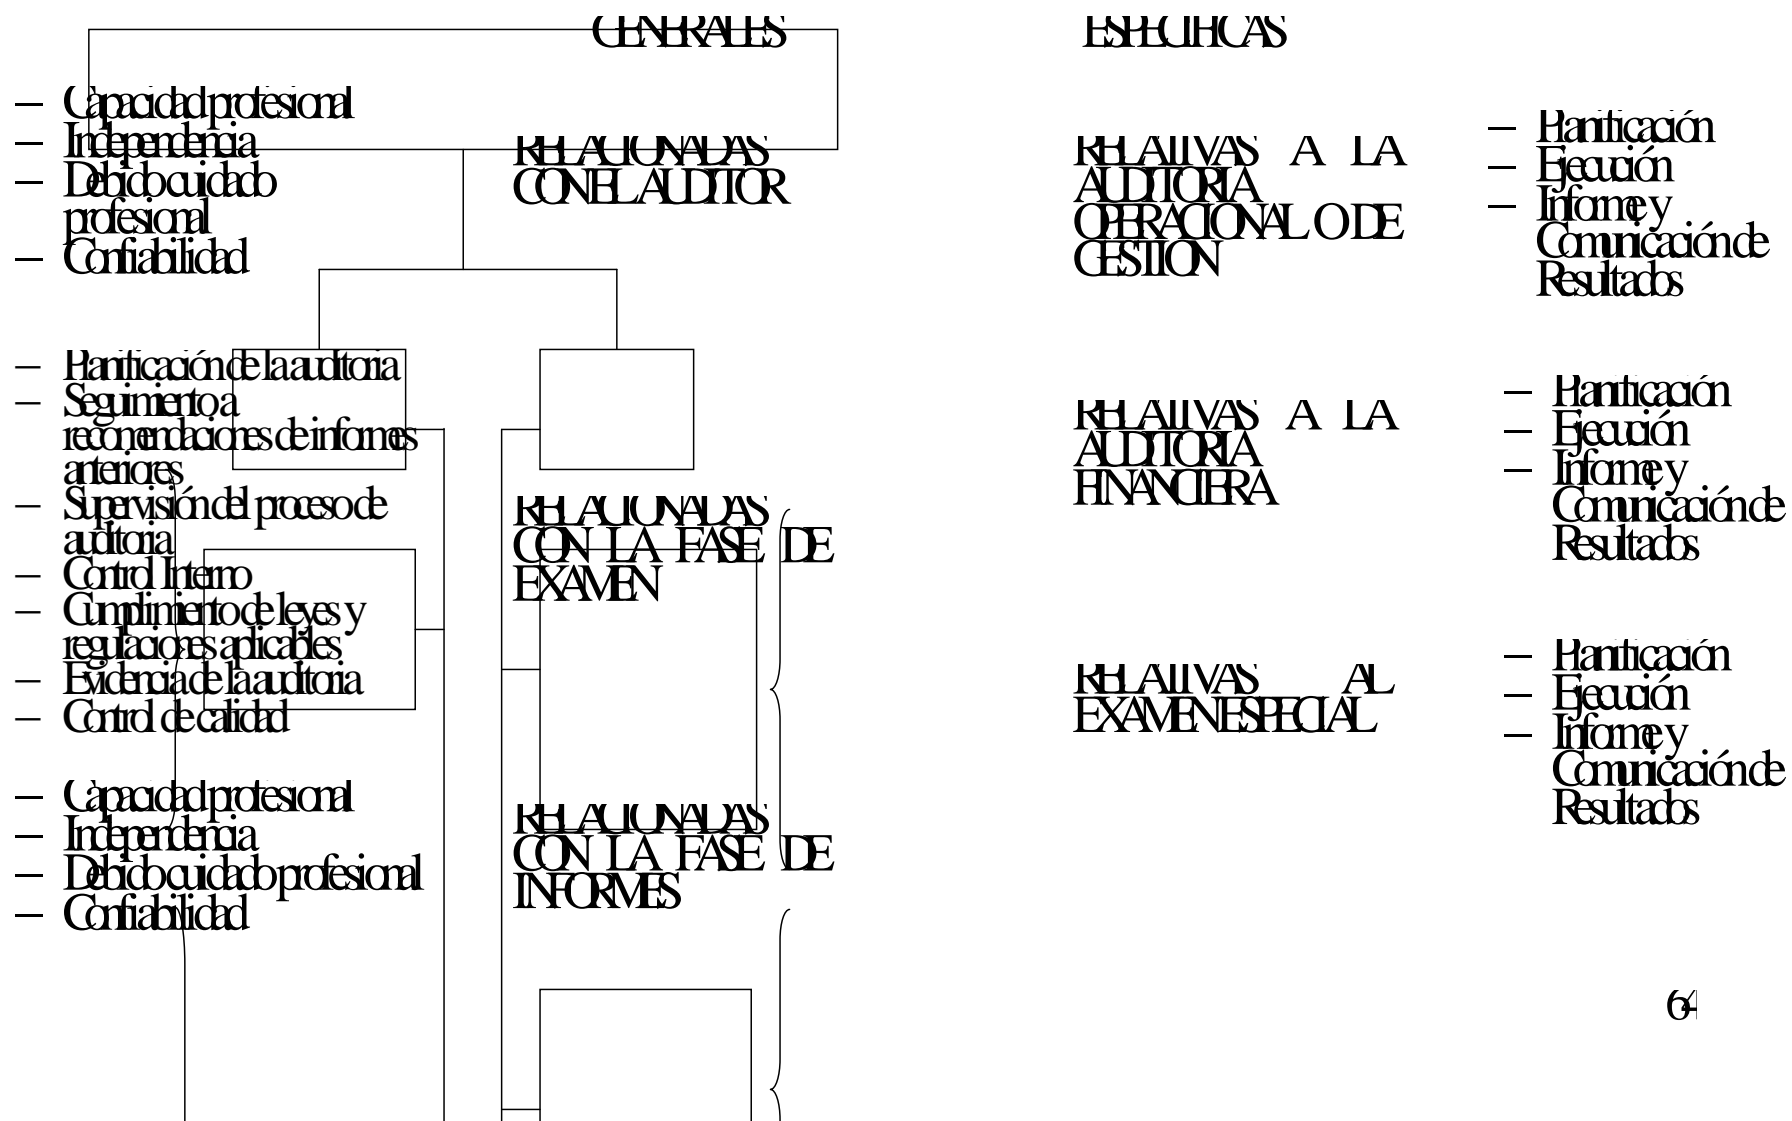 GENERALES
ESPECIFICAS
– Capacidad profesional
– Independencia
– Debido cuidado
profesional
– Confiabilidad
RELACIONADAS
CON EL AUDITOR
RELATIVAS A LA
AUDITORIA
OPERACIONAL O DE
GESTION
– Planificación
– Ejecución
– Informe y
Comunicación de
Resultados
– Planificación de la auditoria
– Seguimiento a
recomendaciones de informes
anteriores
– Supervisión del proceso de
auditoria
– Control Interno
– Cumplimiento de leyes y
regulaciones aplicables
– Evidencia de la auditoria
– Control de calidad
RELACIONADAS
CON LA FASE DE
EXAMEN
RELATIVAS A LA
AUDITORIA
FINANCIERA
– Planificación
– Ejecución
– Informe y
Comunicación de
Resultados
– Capacidad profesional
– Independencia
– Debido cuidado profesional
– Confiabilidad
RELACIONADAS
CON LA FASE DE
INFORMES
RELATIVAS AL
EXAMEN ESPECIAL
– Planificación
– Ejecución
– Informe y
Comunicación de
Resultados
64